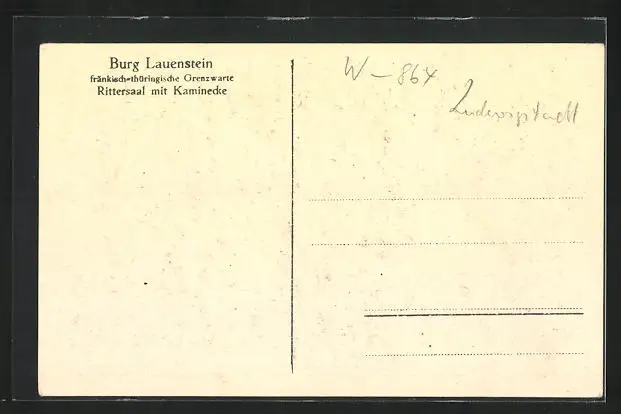 Burg Lauenstein
fränkisch-thüringische Grenzwarte
Rittersaal mit Kaminecke
W - 864
Ludwigstadt